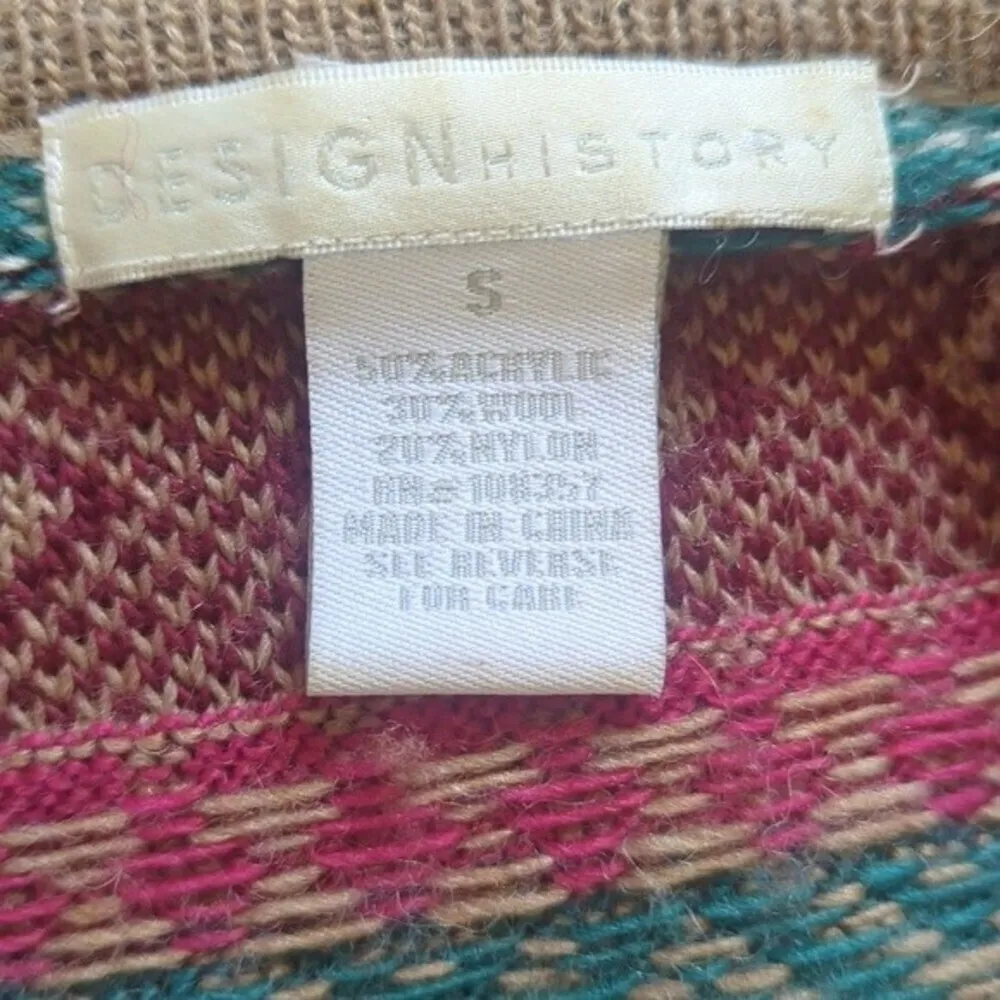 DESIGN HISTORY
S
50% ACRYLIC
30% WOOL
20% NYLON
RN# 108357
MADE IN CHINA
SEE REVERSE
FOR CARE